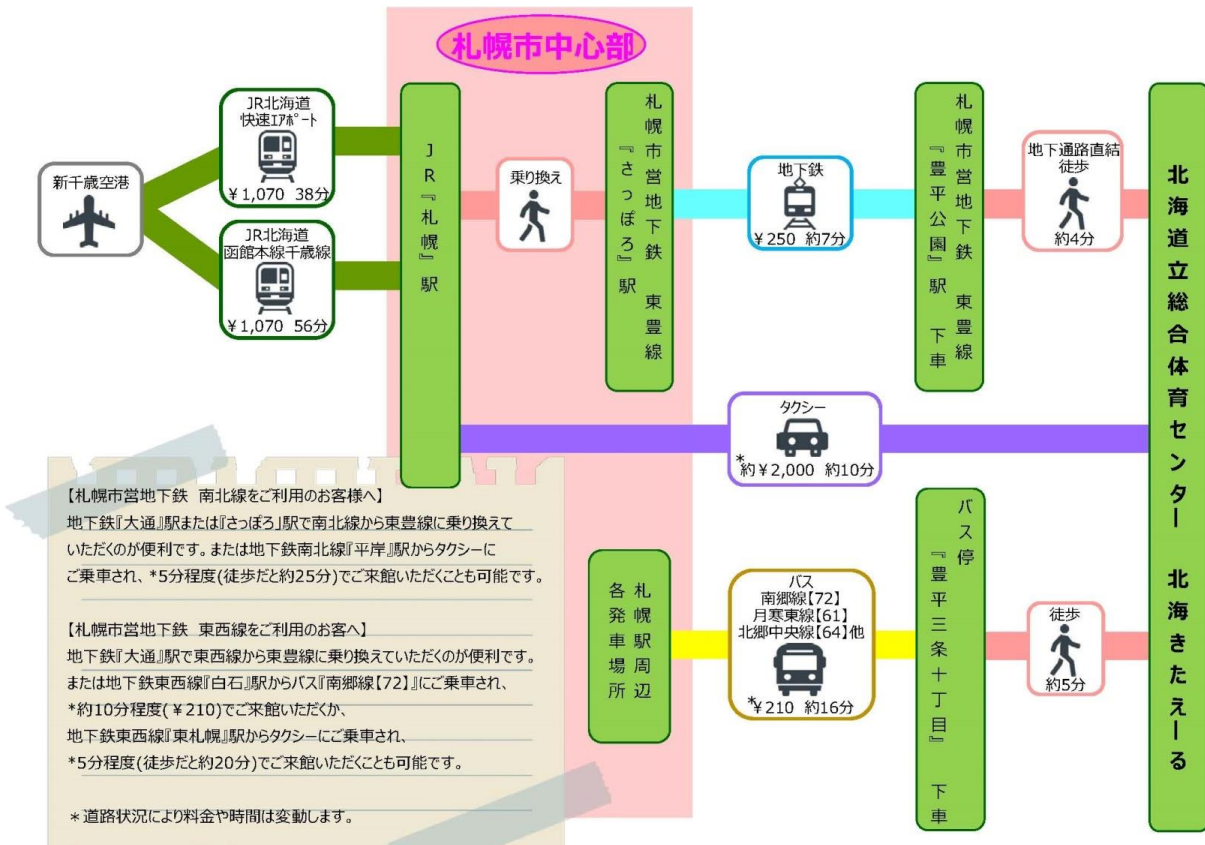 札幌市中心部
新千歳空港
JR北海道
快速エアポート
¥1,070 38分
JR北海道
函館本線千歳線
¥1,070 56分
JR『札幌』駅
乗り換え
札幌市営地下鉄 東豊線
『さっぽろ』駅
地下鉄
¥250 約7分
札幌市営地下鉄 東豊線
『豊平公園』駅 下車
地下通路直結
徒歩
約4分
北海道立総合体育センター 北海きたえーる
タクシー
*約¥2,000 約10分
札幌駅周辺
各発車場所
バス
南郷線【72】
月寒東線【61】
北郷中央線【64】他
*¥210 約16分
バス停
『豊平三条十丁目』 下車
徒歩
約5分
【札幌市営地下鉄 南北線をご利用のお客様へ】
地下鉄『大通』駅または『さっぽろ」駅で南北線から東豊線に乗り換えて
いただくのが便利です。または地下鉄南北線『平岸』駅からタクシーに
ご乗車され、*5分程度(徒歩だと約25分)でご来館いただくことも可能です。
【札幌市営地下鉄 東西線をご利用のお客へ】
地下鉄『大通』駅で東西線から東豊線に乗り換えていただくのが便利です。
または地下鉄東西線『白石』駅からバス『南郷線【72】』にご乗車され、
*約10分程度(¥210)でご来館いただくか、
地下鉄東西線『東札幌』駅からタクシーにご乗車され、
*5分程度(徒歩だと約20分)でご来館いただくことも可能です。
*道路状況により料金や時間は変動します。